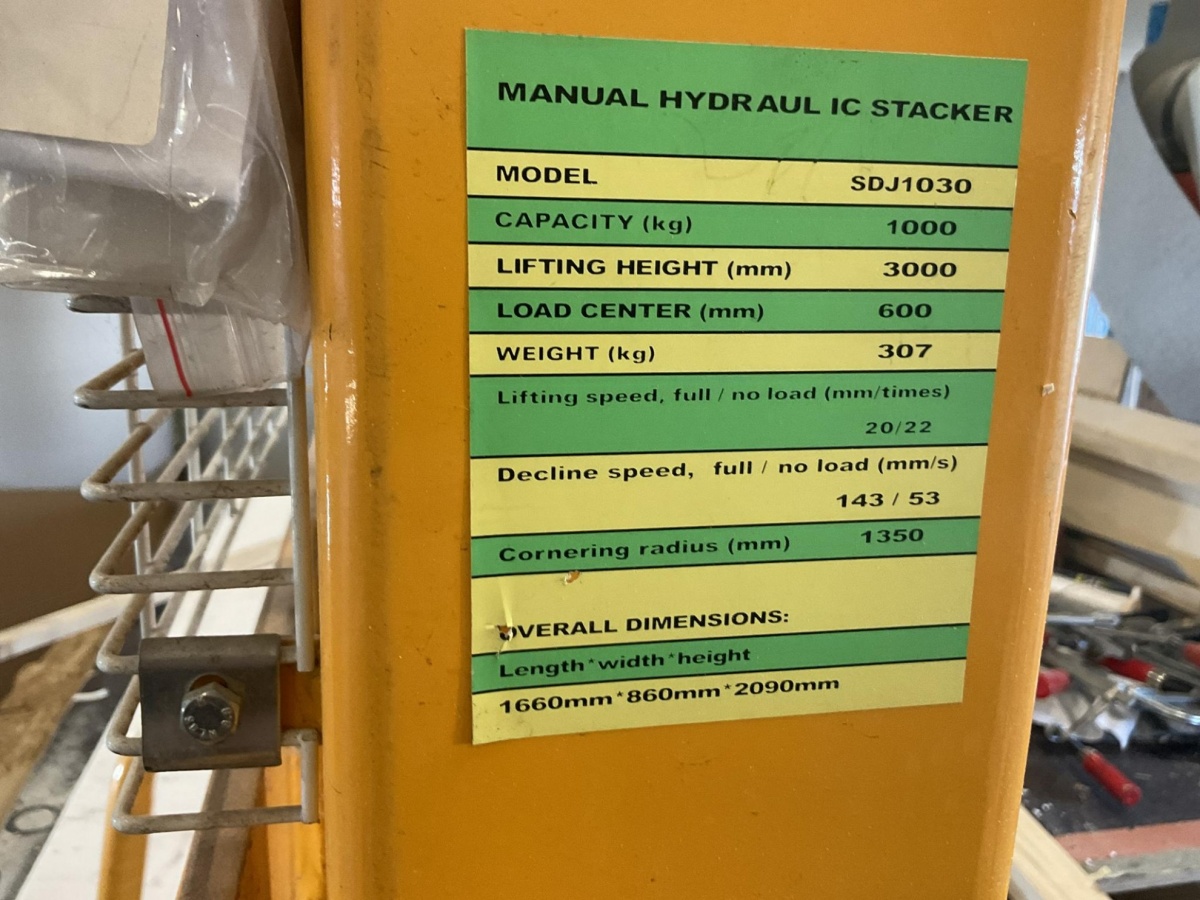 MANUAL HYDRAUL IC STACKER
MODEL SDJ1030
CAPACITY (kg) 1000
LIFTING HEIGHT (mm) 3000
LOAD CENTER (mm) 600
WEIGHT (kg) 307
Lifting speed, full / no load (mm/times)
20/22
Decline speed, full / no load (mm/s)
143 / 53
Cornering radius (mm) 1350
OVERALL DIMENSIONS:
Length*width*height
1660mm*860mm*2090mm